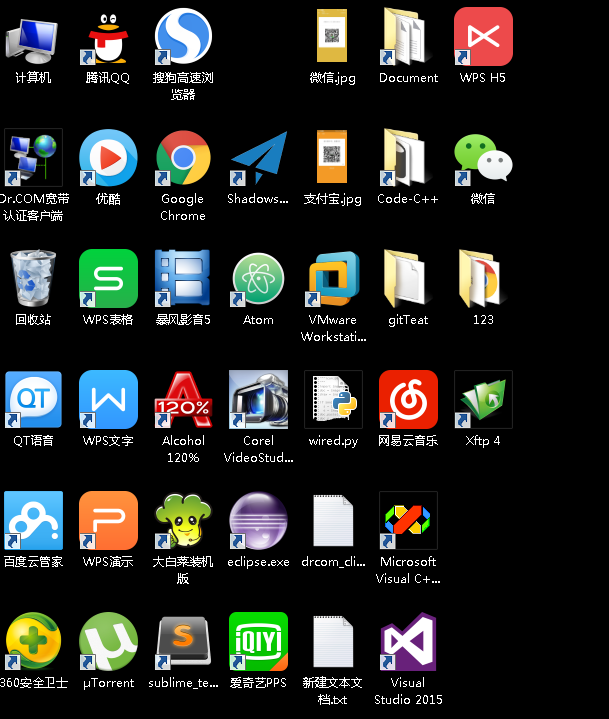 计算机
腾讯QQ
搜狗高速浏
览器
微信.jpg
Document
WPS H5
Dr.COM宽带
认证客户端
优酷
Google
Chrome
Shadows...
支付宝.jpg
Code-C++
微信
回收站
WPS表格
暴风影音5
Atom
VMware
Workstati...
gitTeat
123
QT
QT语音
WPS文字
120%
Alcohol
120%
Corel
VideoStud...
wired.py
网易云音乐
Xftp 4
百度云管家
WPS演示
大白菜装机
版
eclipse.exe
drcom_cli...
Microsoft
Visual C+...
360安全卫士
µ
µTorrent
S
sublime_te...
iQIYI
爱奇艺PPS
新建文本文
档.txt
Visual
Studio 2015